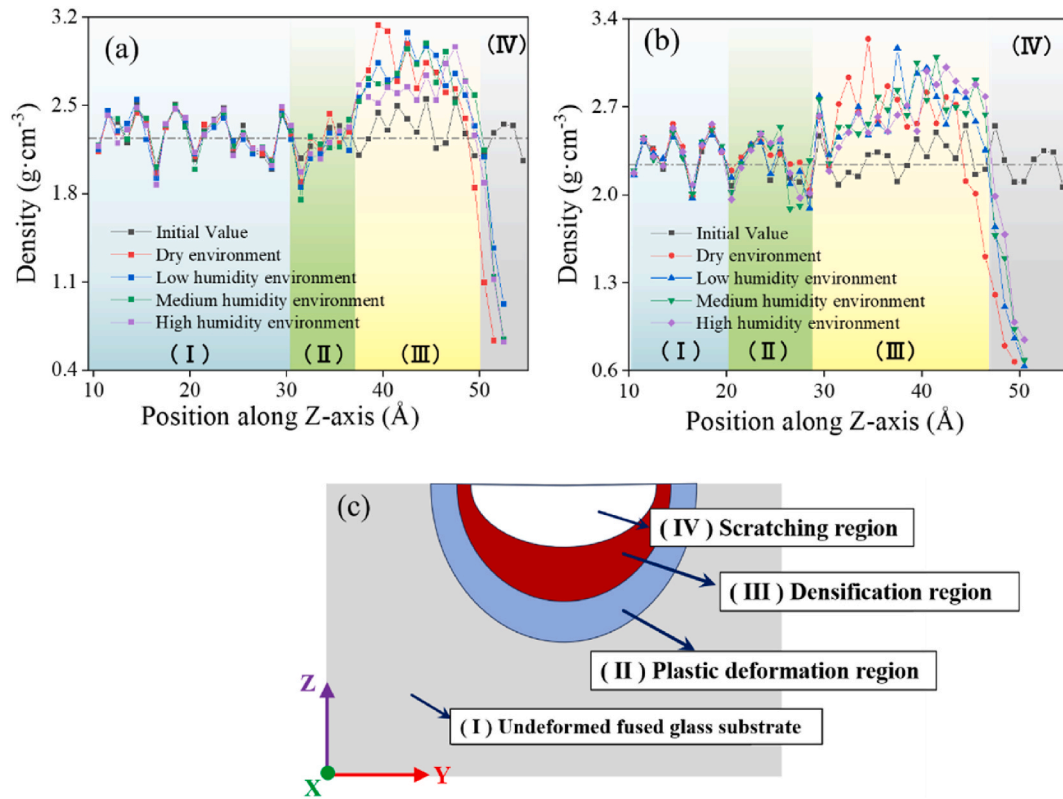 (a)
(IV)
3.2
2.5
1.8
1.1
0.4
Density (g·cm⁻³)
Initial Value
Dry environment
Low humidity environment
Medium humidity environment
High humidity environment
(I)
(II)
(III)
10
20
30
40
50
Position along Z-axis (Å)
(b)
(IV)
3.4
2.7
2.0
1.3
0.6
Density (g·cm⁻³)
Initial Value
Dry environment
Low humidity environment
Medium humidity environment
High humidity environment
(I)
(II)
(III)
10
20
30
40
50
Position along Z-axis (Å)
(c)
(IV) Scratching region
(III) Densification region
(II) Plastic deformation region
(I) Undeformed fused glass substrate
Z
X
Y